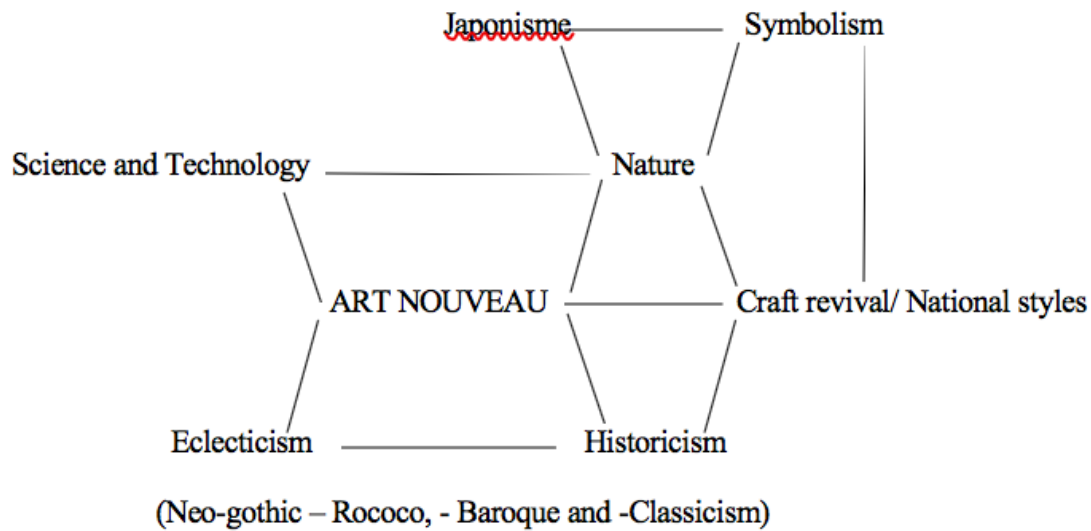 Japonisme Symbolism
Science and Technology Nature
ART NOUVEAU Craft revival/ National styles
Eclecticism Historicism
(Neo-gothic – Rococo, - Baroque and -Classicism)